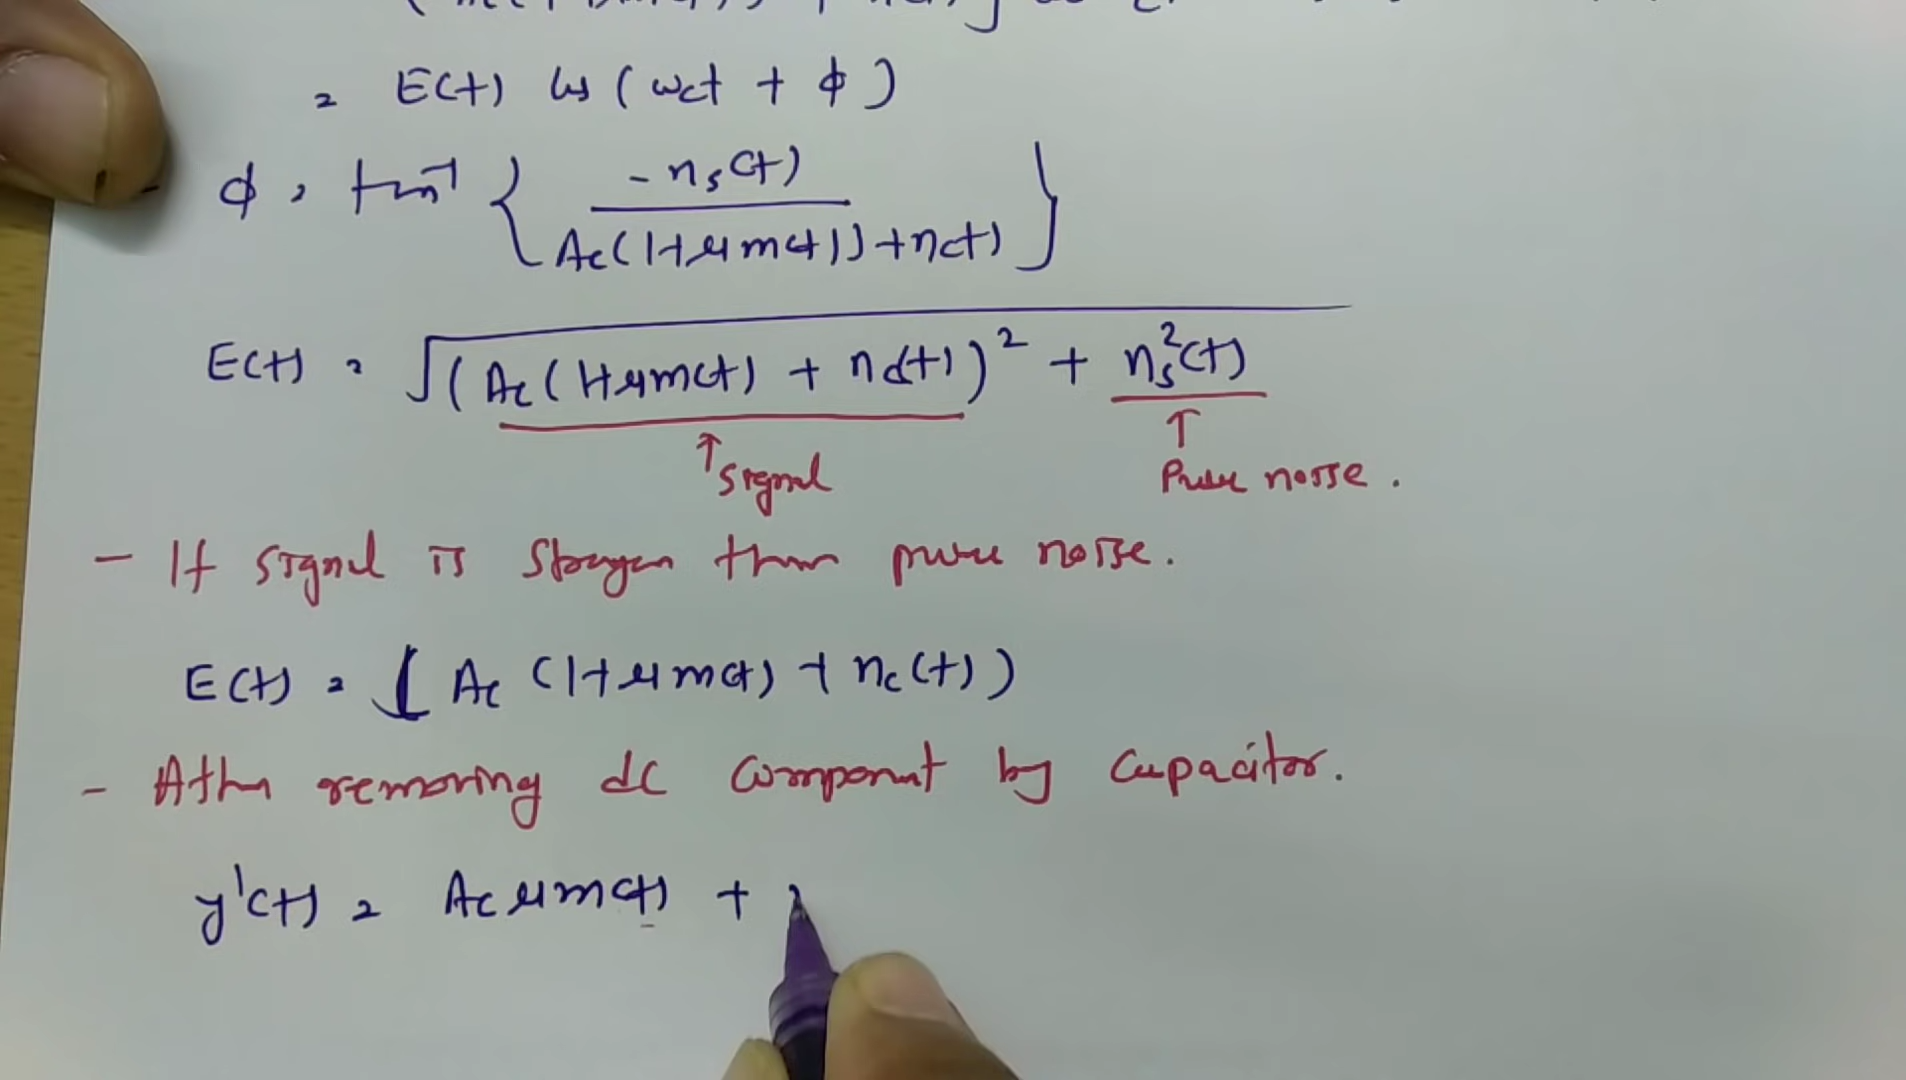 = E(t) cos (ωct + ϕ)
ϕ = tan⁻¹ { -ns(t) / Ac(1+μm(t)) + nc(t) }
E(t) = √( Ac(1+μm(t) + nc(t) )² + ns²(t)
↑ signal ↑ Pure noise.
- If signal is stronger than pure noise.
E(t) = ( Ac (1+μm(t) + nc(t))
- After removing dc component by capacitor.
y'(t) = Acμm(t) +